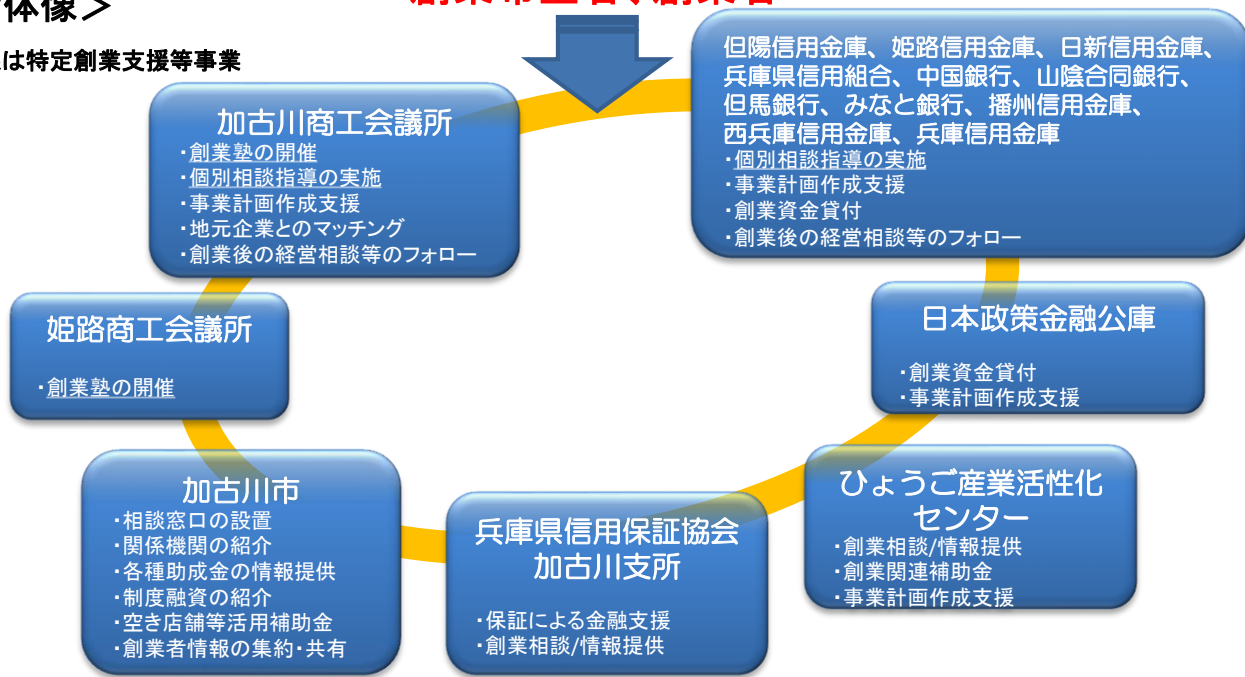 体像＞
創業希望者、創業者
は特定創業支援等事業
加古川商工会議所
・創業塾の開催
・個別相談指導の実施
・事業計画作成支援
・地元企業とのマッチング
・創業後の経営相談等のフォロー
但陽信用金庫、姫路信用金庫、日新信用金庫、
兵庫県信用組合、中国銀行、山陰合同銀行、
但馬銀行、みなと銀行、播州信用金庫、
西兵庫信用金庫、兵庫信用金庫
・個別相談指導の実施
・事業計画作成支援
・創業資金貸付
・創業後の経営相談等のフォロー
姫路商工会議所
・創業塾の開催
日本政策金融公庫
・創業資金貸付
・事業計画作成支援
加古川市
・相談窓口の設置
・関係機関の紹介
・各種助成金の情報提供
・制度融資の紹介
・空き店舗等活用補助金
・創業者情報の集約・共有
兵庫県信用保証協会
加古川支所
・保証による金融支援
・創業相談/情報提供
ひょうご産業活性化
センター
・創業相談/情報提供
・創業関連補助金
・事業計画作成支援